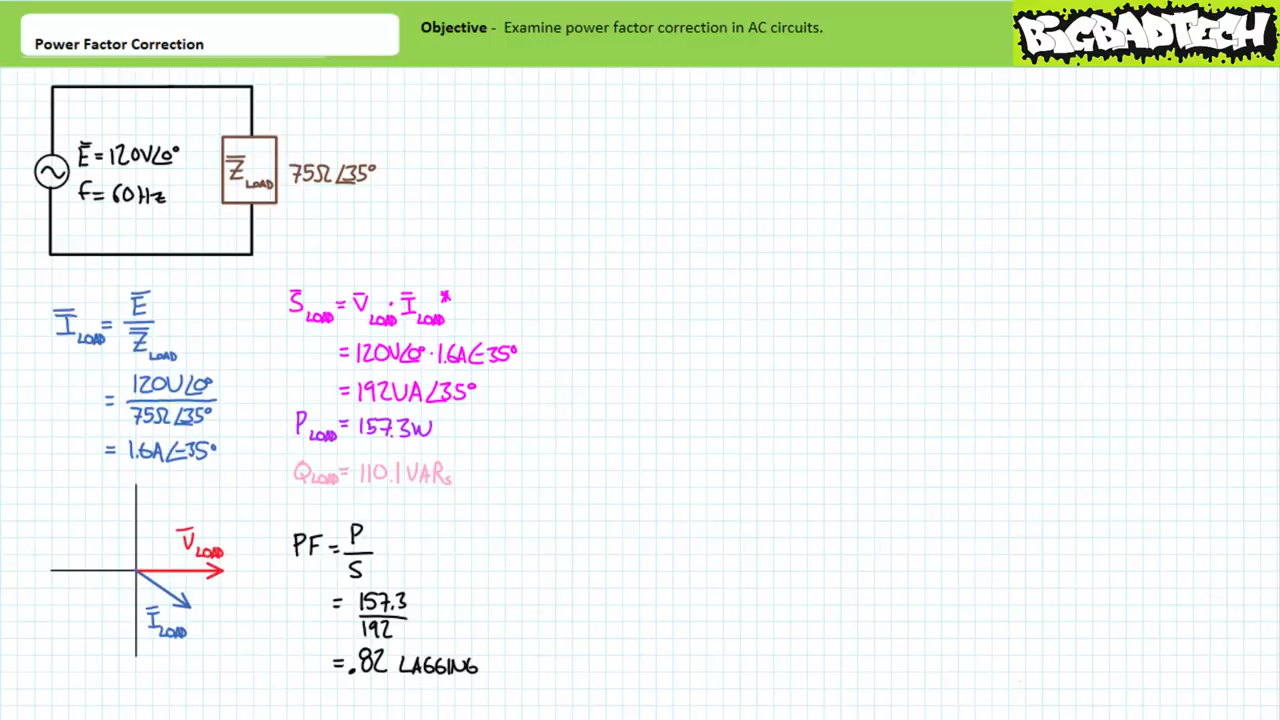 Power Factor Correction
Objective - Examine power factor correction in AC circuits.
BIGBADTECH
Ē = 120V∠0°
f = 60Hz
Z̄LOAD
75Ω∠35°
ĪLOAD = Ē / Z̄LOAD
= 120V∠0° / 75Ω∠35°
= 1.6A∠-35°
S̄LOAD = V̄LOAD · ĪLOAD*
= 120V∠0° · 1.6A∠-35°
= 192VA∠35°
PLOAD = 157.3W
QLOAD = 110.1VARs
V̄LOAD
ĪLOAD
PF = P / S
= 157.3 / 192
= .82 LAGGING